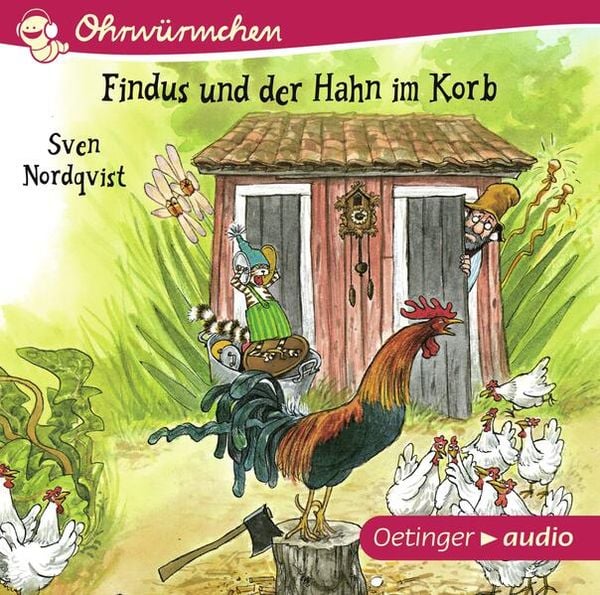 Ohrwürmchen
Findus und der Hahn im Korb
Sven
Nordqvist
Oetinger audio